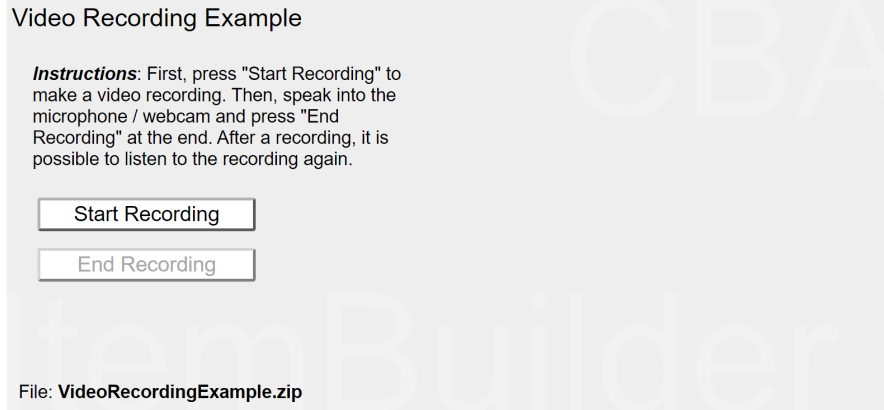 Video Recording Example
CBA
Instructions: First, press "Start Recording" to
make a video recording. Then, speak into the
microphone / webcam and press "End
Recording" at the end. After a recording, it is
possible to listen to the recording again.
Start Recording
End Recording
ItemBuilder
File: VideoRecordingExample.zip